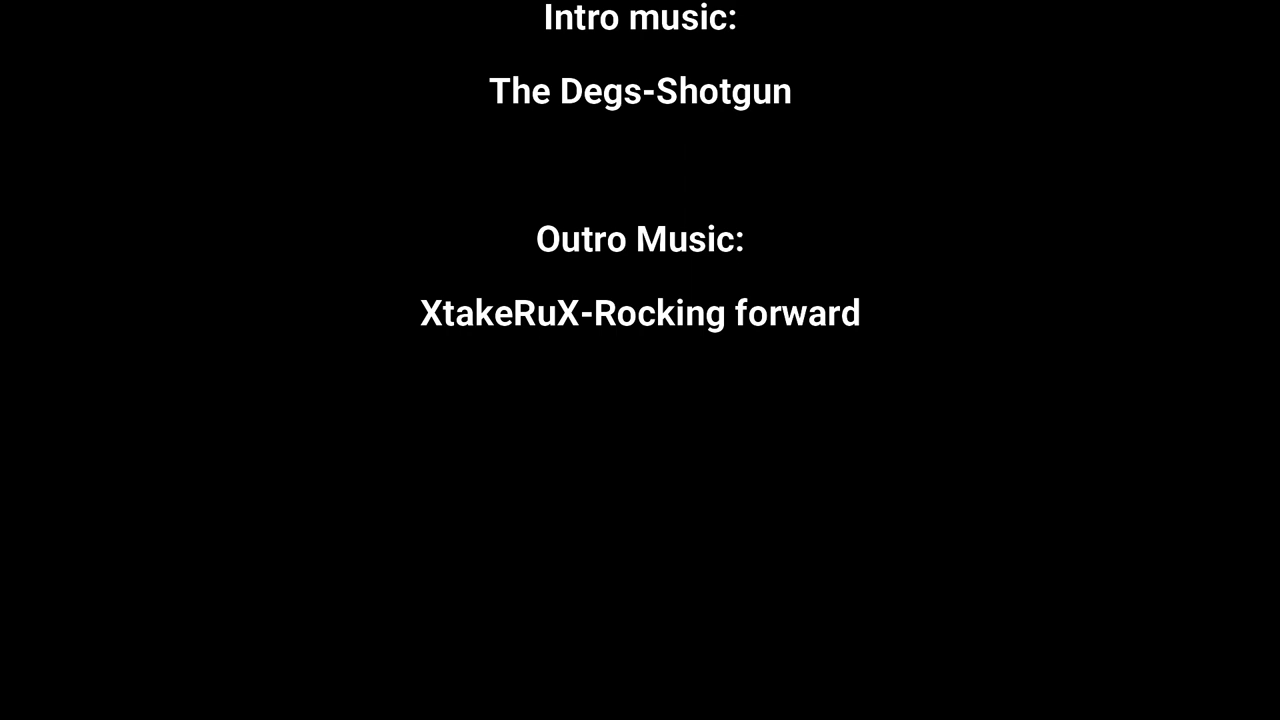 Intro music:
The Degs-Shotgun
Outro Music:
XtakeRuX-Rocking forward